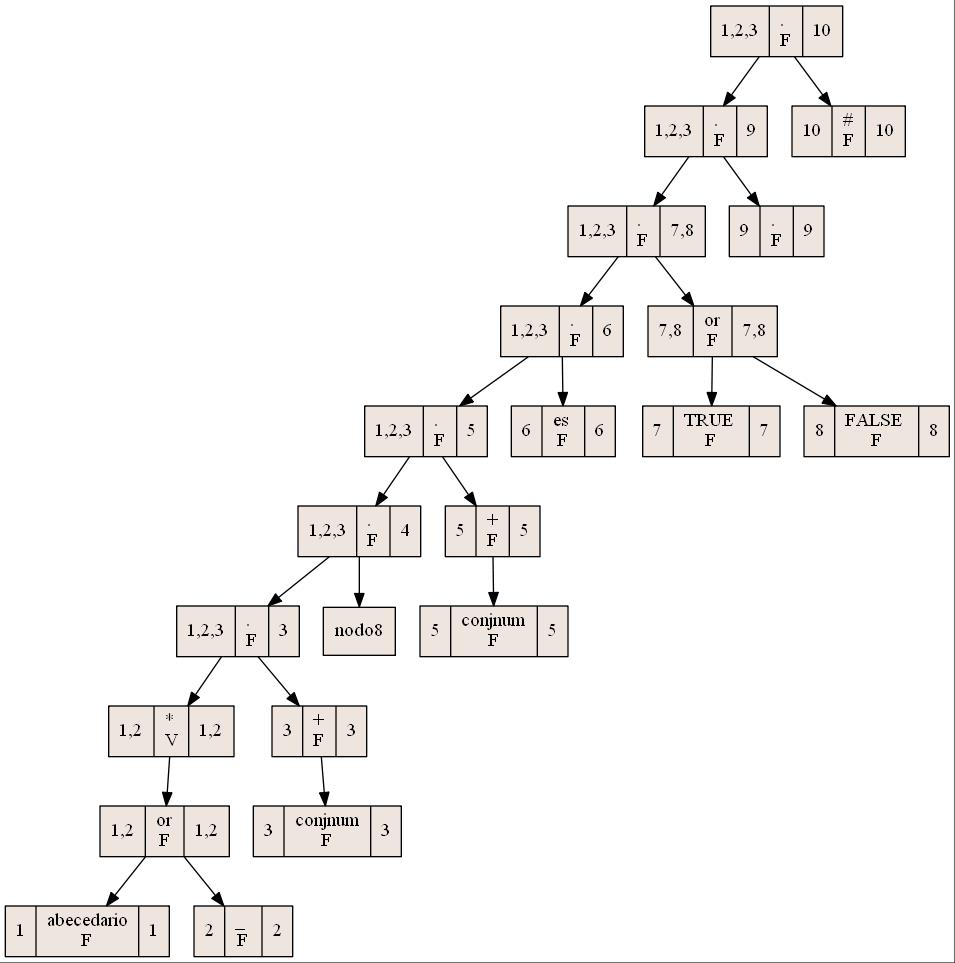 1,2,3 . F 10
1,2,3 . F 9
10 # F 10
1,2,3 . F 7,8
9 . F 9
1,2,3 . F 6
7,8 or F 7,8
1,2,3 . F 5
6 es F 6
7 TRUE F 7
8 FALSE F 8
1,2,3 . F 4
5 + F 5
1,2,3 . F 3
nodo8
5 conjnum F 5
1,2 * V 1,2
3 + F 3
1,2 or F 1,2
3 conjnum F 3
1 abecedario F 1
2 _ F 2